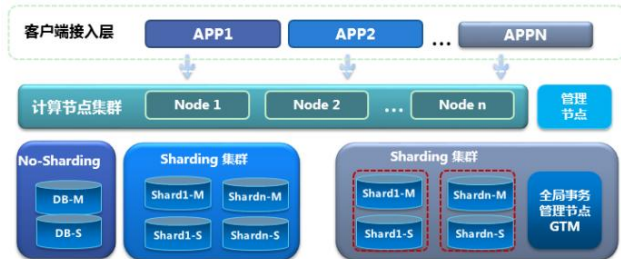 客户端接入层 APP1 APP2 ... APPN
计算节点集群 Node 1 Node 2 ... Node n
管理
节点
No-Sharding
DB-M
DB-S
Sharding 集群
Shard1-M Shardn-M
Shard1-S Shardn-S
Sharding 集群
Shard1-M Shardn-M
Shard1-S Shardn-S
全局事务
管理节点
GTM